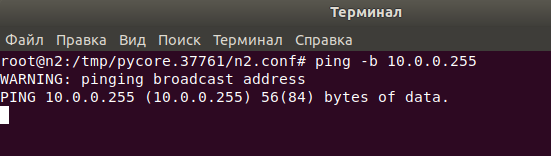 Терминал
Файл Правка Вид Поиск Терминал Справка
root@n2:/tmp/pycore.37761/n2.conf# ping -b 10.0.0.255
WARNING: pinging broadcast address
PING 10.0.0.255 (10.0.0.255) 56(84) bytes of data.